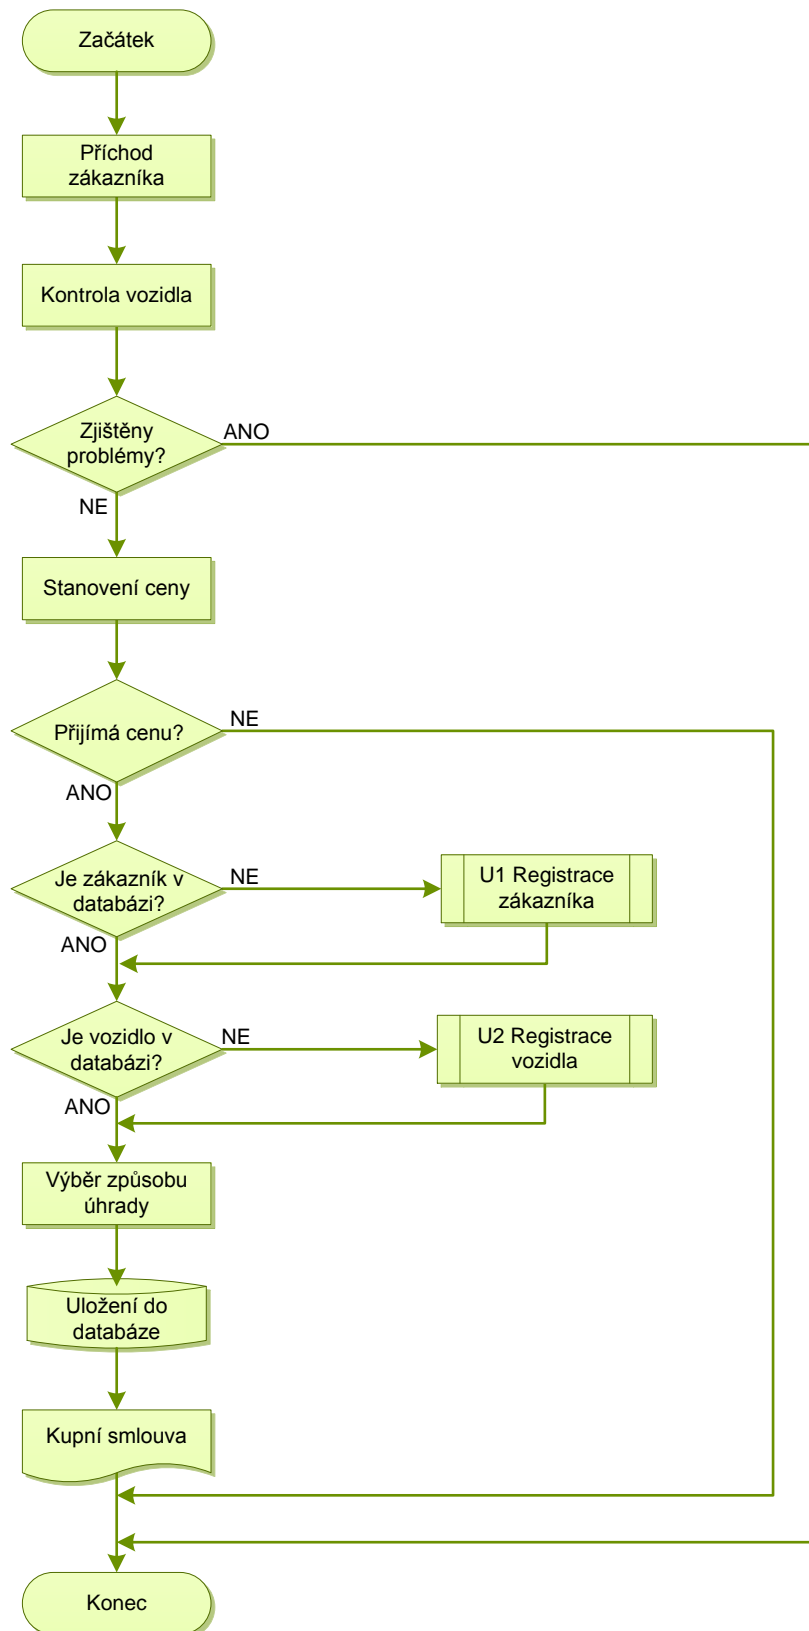 Začátek
Příchod
zákazníka
Kontrola vozidla
Zjištěny
problémy?
ANO
NE
Stanovení ceny
Přijímá cenu?
NE
ANO
Je zákazník v
databázi?
NE
U1 Registrace
zákazníka
ANO
Je vozidlo v
databázi?
NE
U2 Registrace
vozidla
ANO
Výběr způsobu
úhrady
Uložení do
databáze
Kupní smlouva
Konec